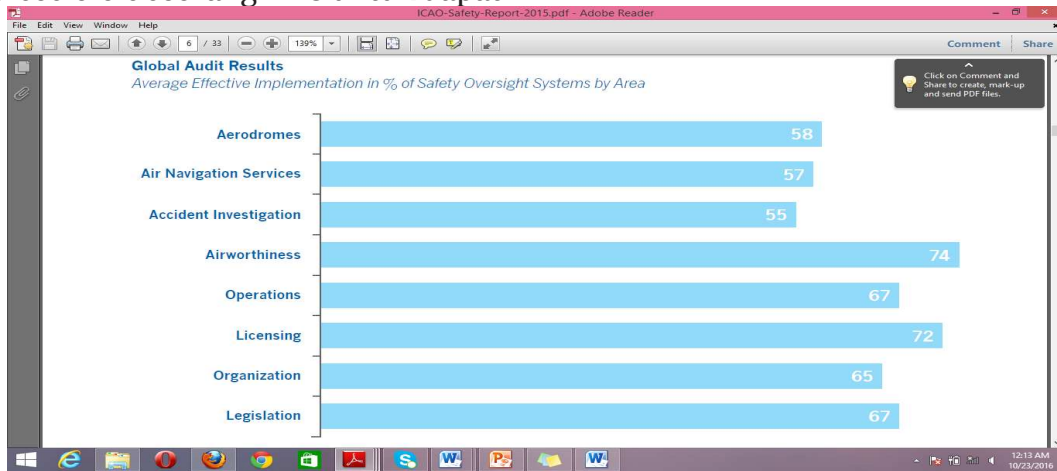 ICAO-Safety-Report-2015.pdf - Adobe Reader
File Edit View Window Help
6 / 33 139% Comment Share
Click on Comment and
Share to create, mark-up
and send PDF files.
Global Audit Results
Average Effective Implementation in % of Safety Oversight Systems by Area
Aerodromes 58
Air Navigation Services 57
Accident Investigation 55
Airworthiness 74
Operations 67
Licensing 72
Organization 65
Legislation 67
12:13 AM
10/23/2016